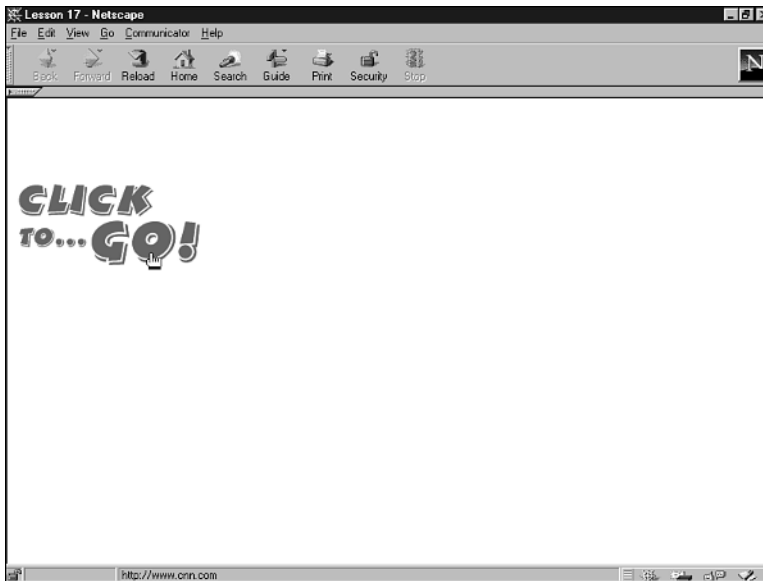 Lesson 17 - Netscape
File Edit View Go Communicator Help
Back Forward Reload Home Search Guide Print Security Stop
N
CLICK
TO... GO!
http://www.cnn.com